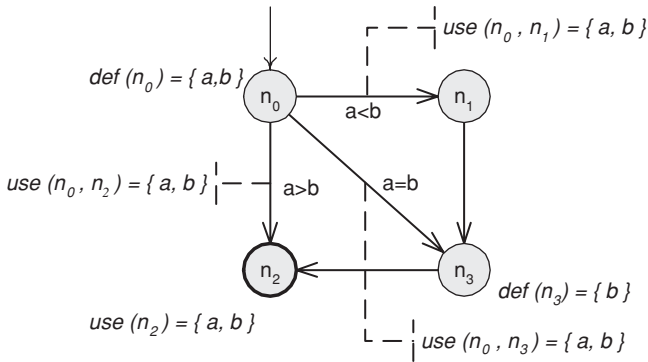 use (n0 , n1) = { a, b }
def (n0) = { a,b }
n0
n1
a<b
use (n0 , n2) = { a, b }
a>b
a=b
n2
n3
def (n3) = { b }
use (n2) = { a, b }
use (n0 , n3) = { a, b }